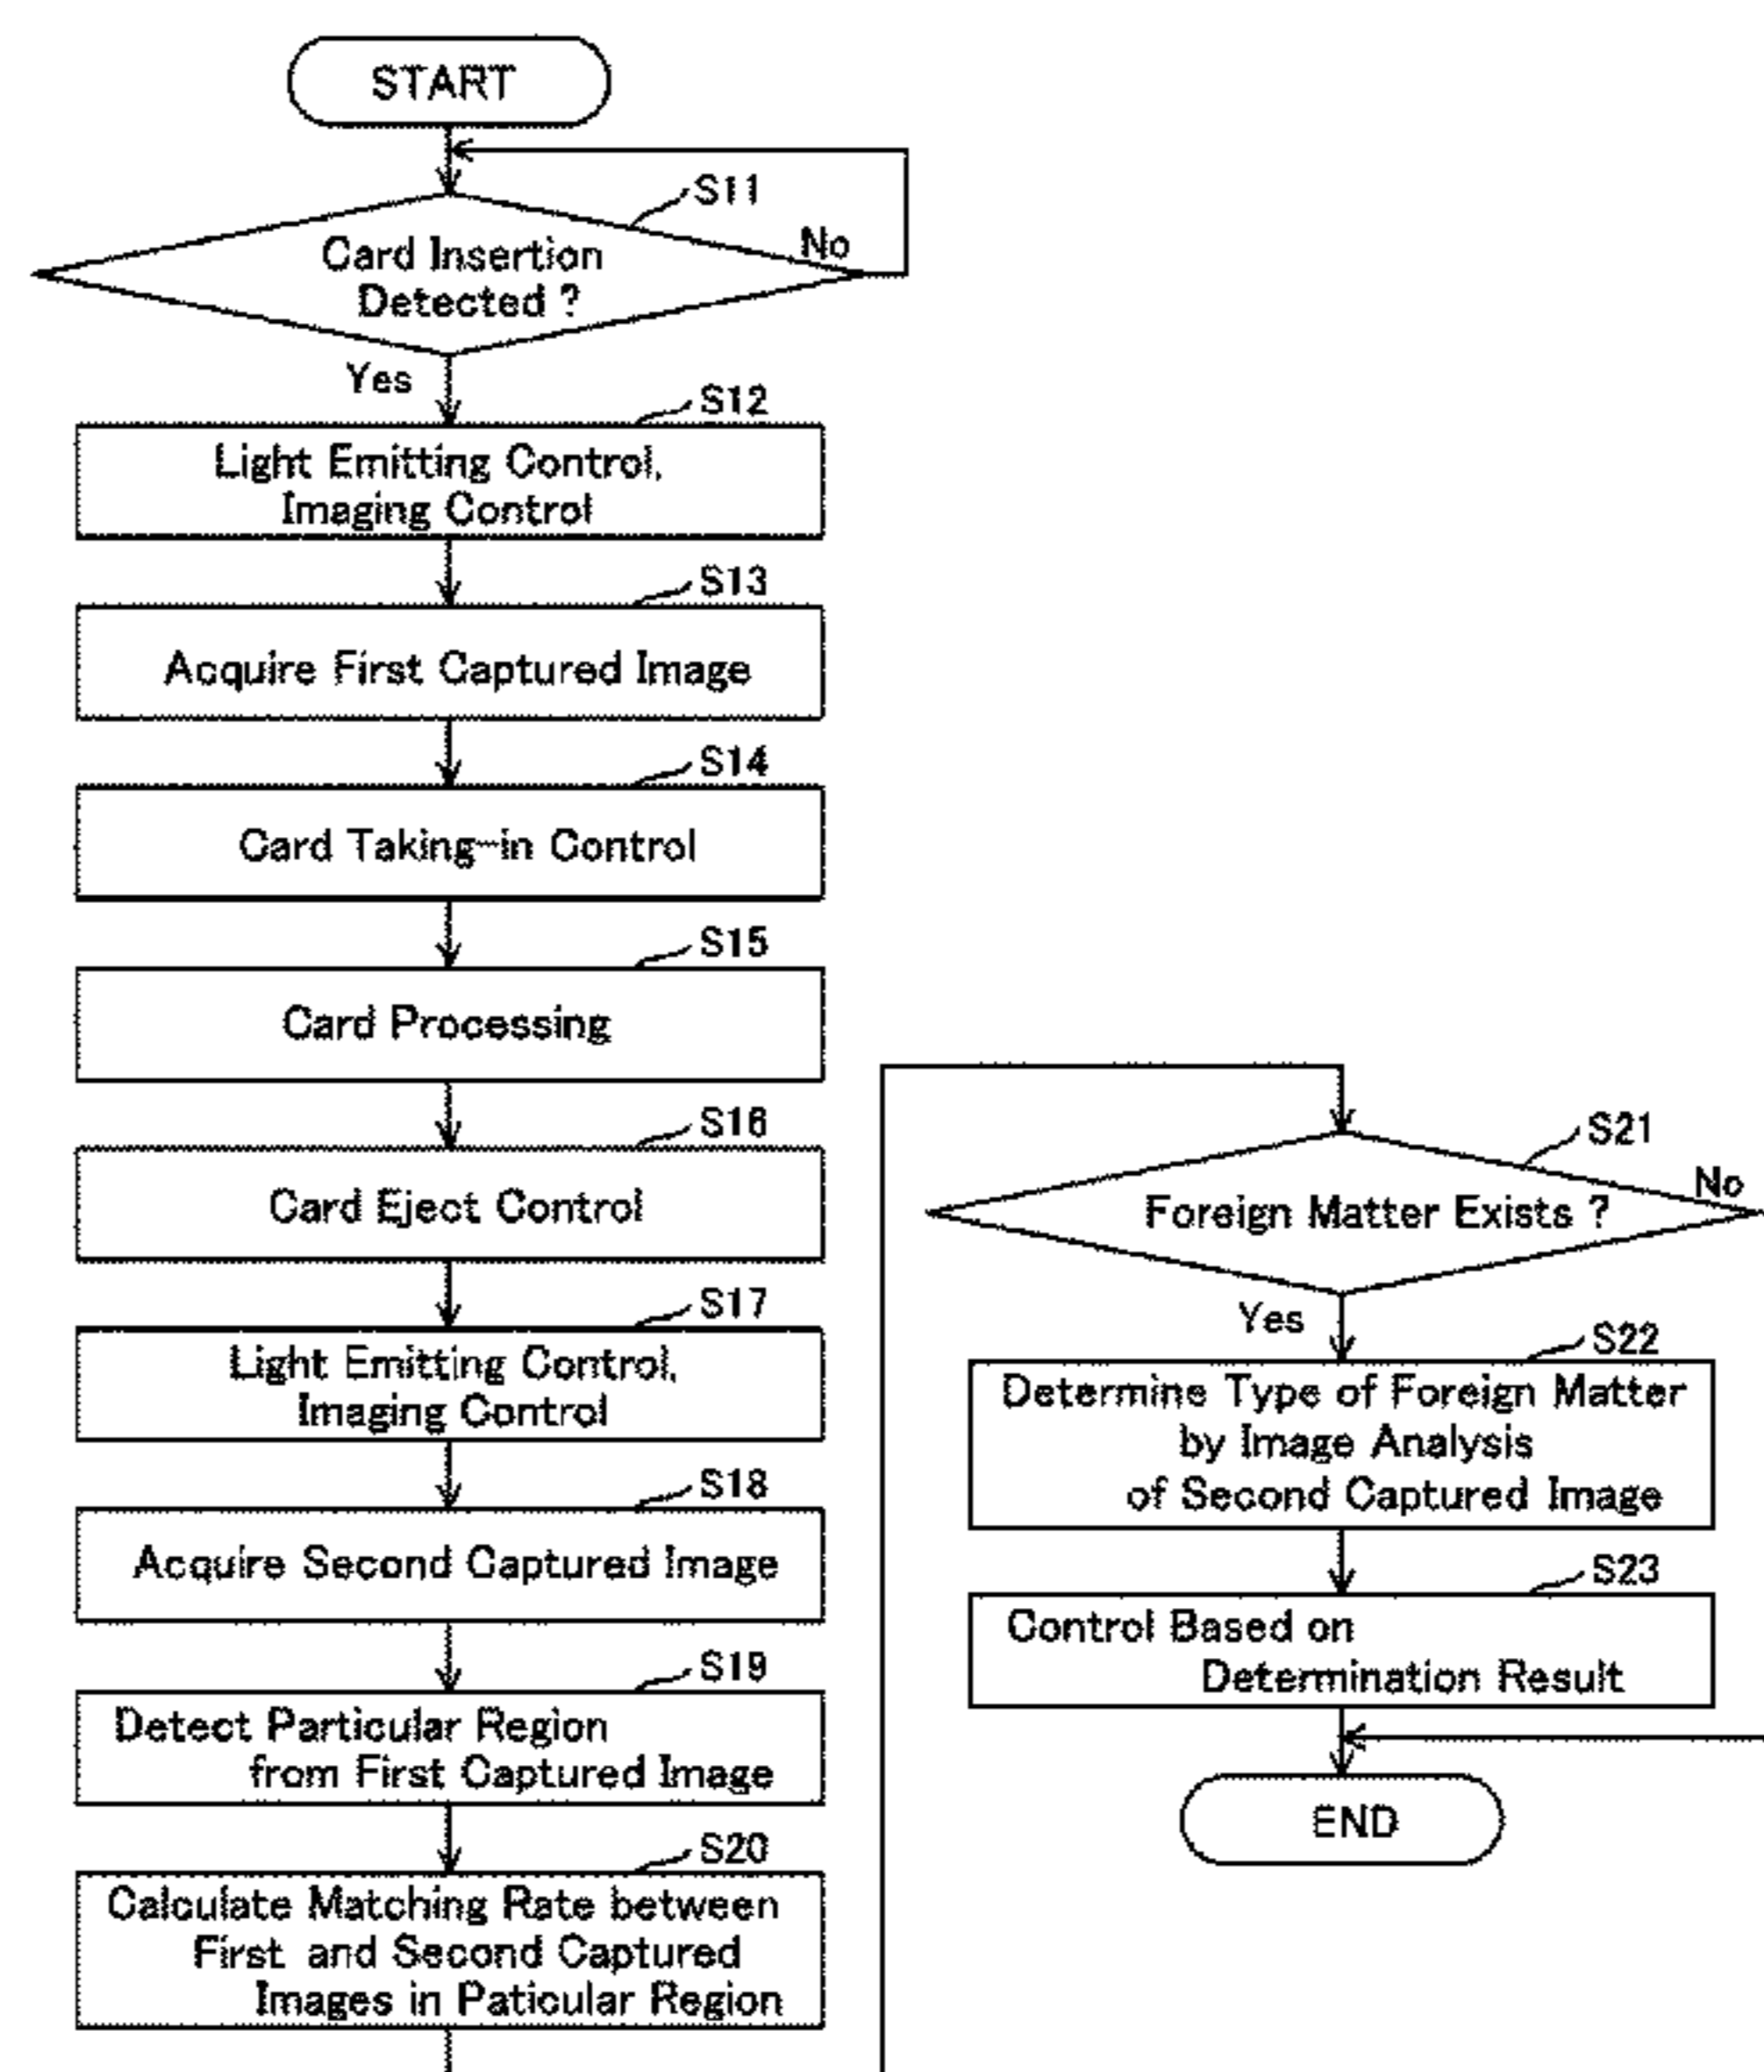 START
S11
No
Card Insertion
Detected ?
Yes
S12
Light Emitting Control,
Imaging Control
S13
Acquire First Captured Image
S14
Card Taking-in Control
S15
Card Processing
S16
Card Eject Control
S17
Light Emitting Control,
Imaging Control
S18
Acquire Second Captured Image
S19
Detect Particular Region
from First Captured Image
S20
Calculate Matching Rate between
First and Second Captured
Images in Paticular Region
S21
No
Foreign Matter Exists ?
Yes
S22
Determine Type of Foreign Matter
by Image Analysis
of Second Captured Image
S23
Control Based on
Determination Result
END